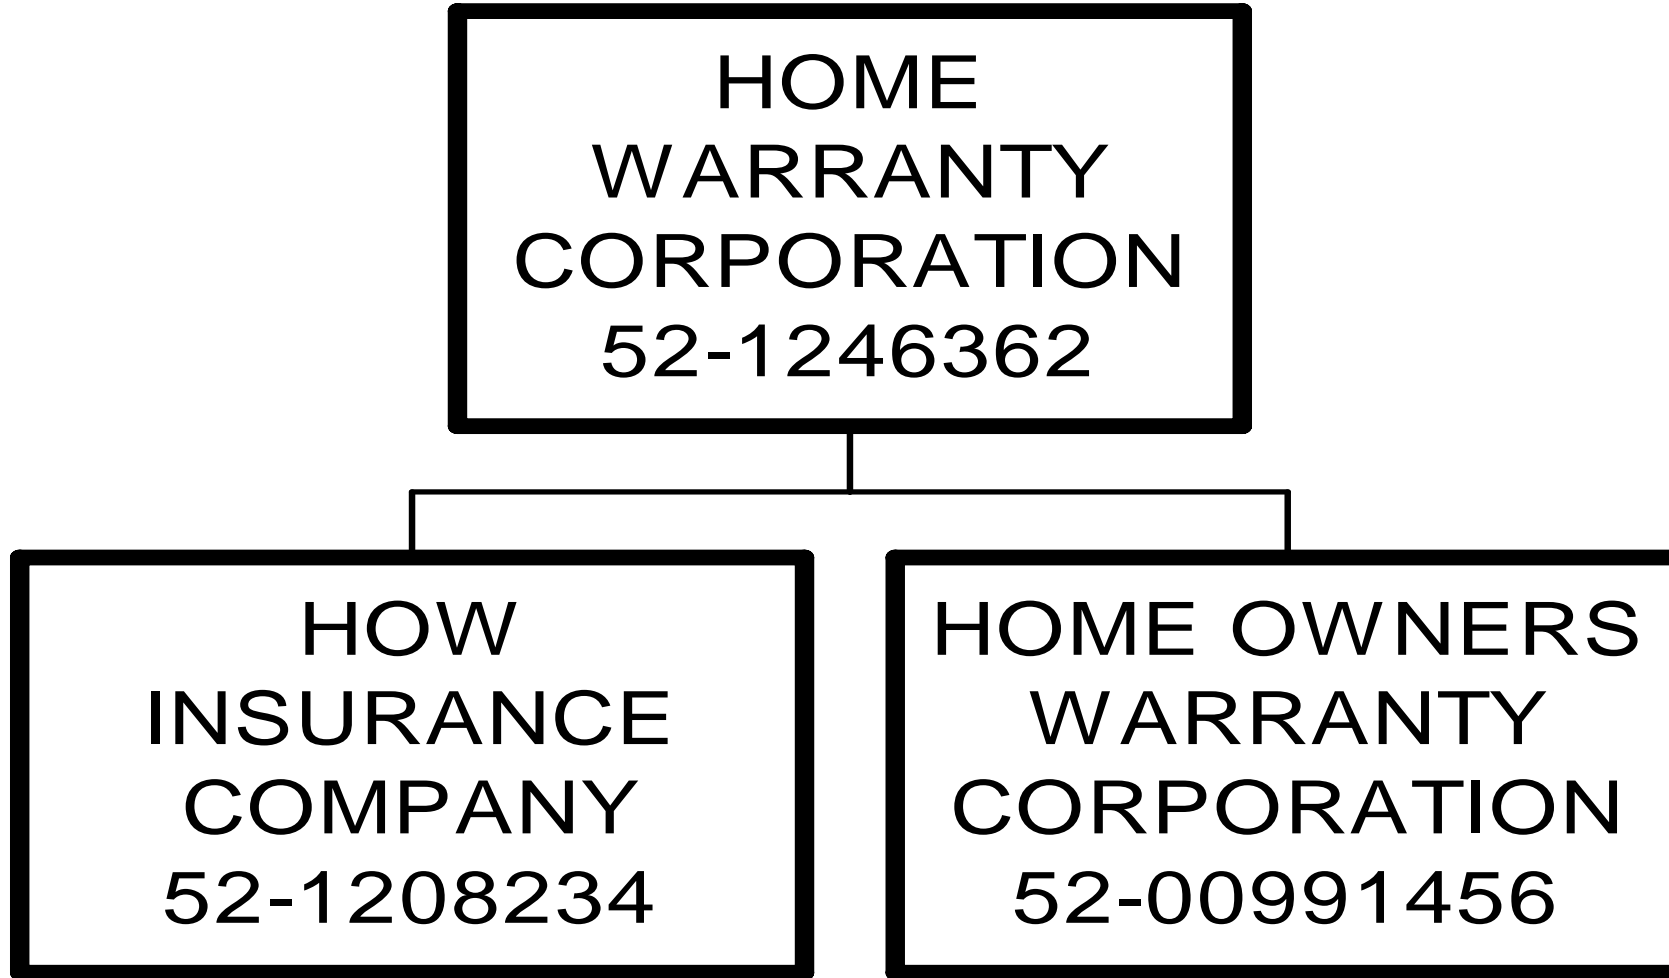 HOME
WARRANTY
CORPORATION
52-1246362
HOW
INSURANCE
COMPANY
52-1208234
HOME OWNERS
WARRANTY
CORPORATION
52-00991456